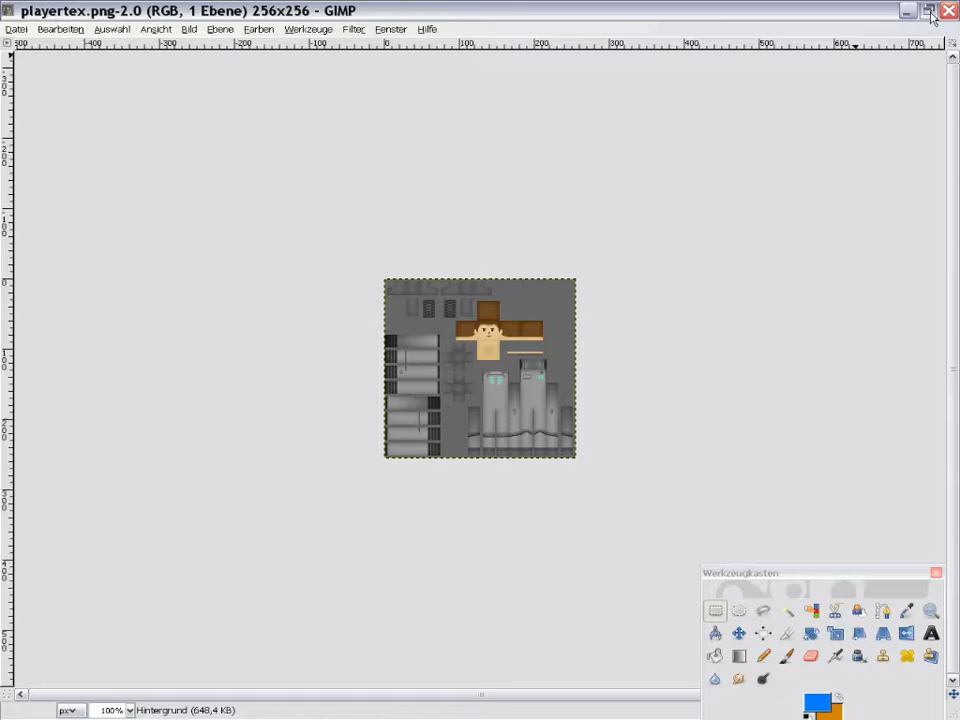 playertex.png-2.0 (RGB, 1 Ebene) 256x256 – GIMP
Datei Bearbeiten Auswahl Ansicht Bild Ebene Farben Werkzeuge Filter Fenster Hilfe
-500 -400 -300 -200 -100 0 100 200 300 400 500 600 700
Werkzeugkasten
px 100% Hintergrund (648,4 KB)